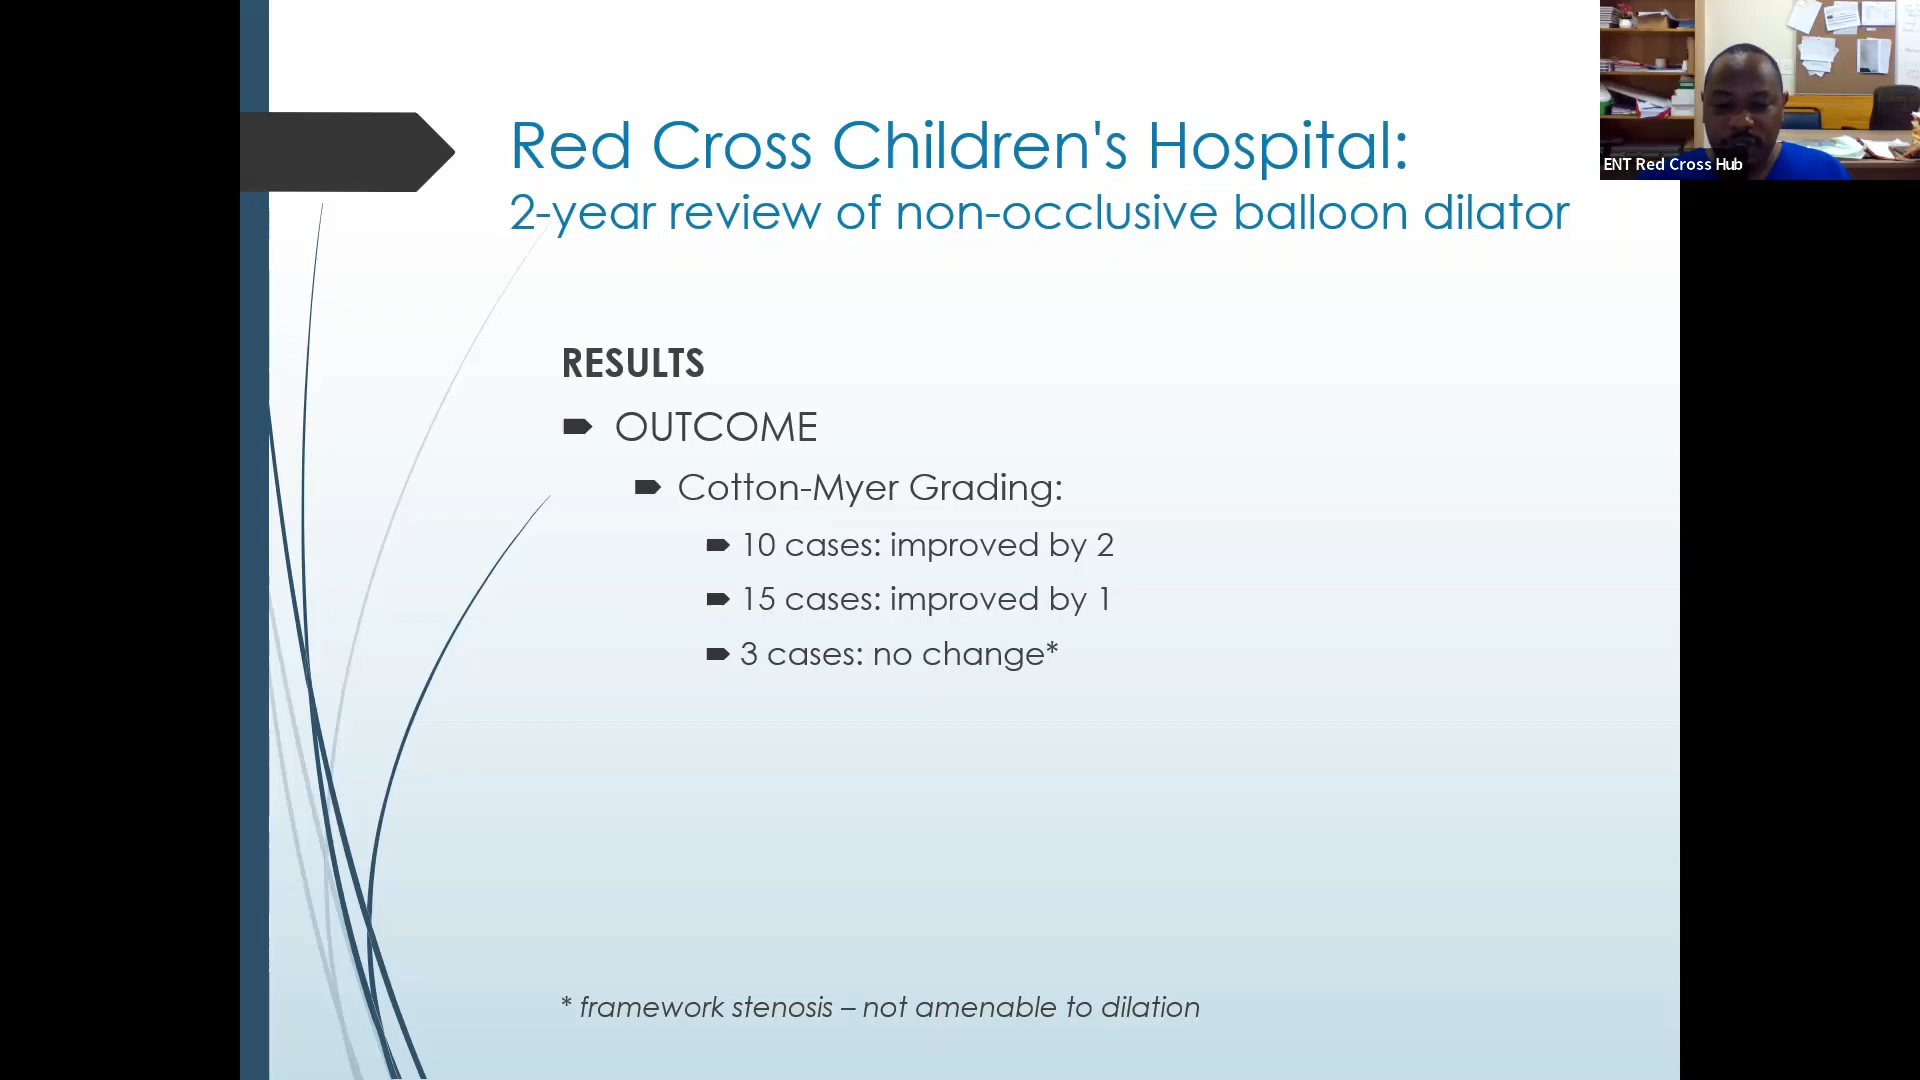 Red Cross Children's Hospital:
2-year review of non-occlusive balloon dilator
ENT Red Cross Hub
RESULTS
OUTCOME
Cotton-Myer Grading:
10 cases: improved by 2
15 cases: improved by 1
3 cases: no change*
* framework stenosis – not amenable to dilation